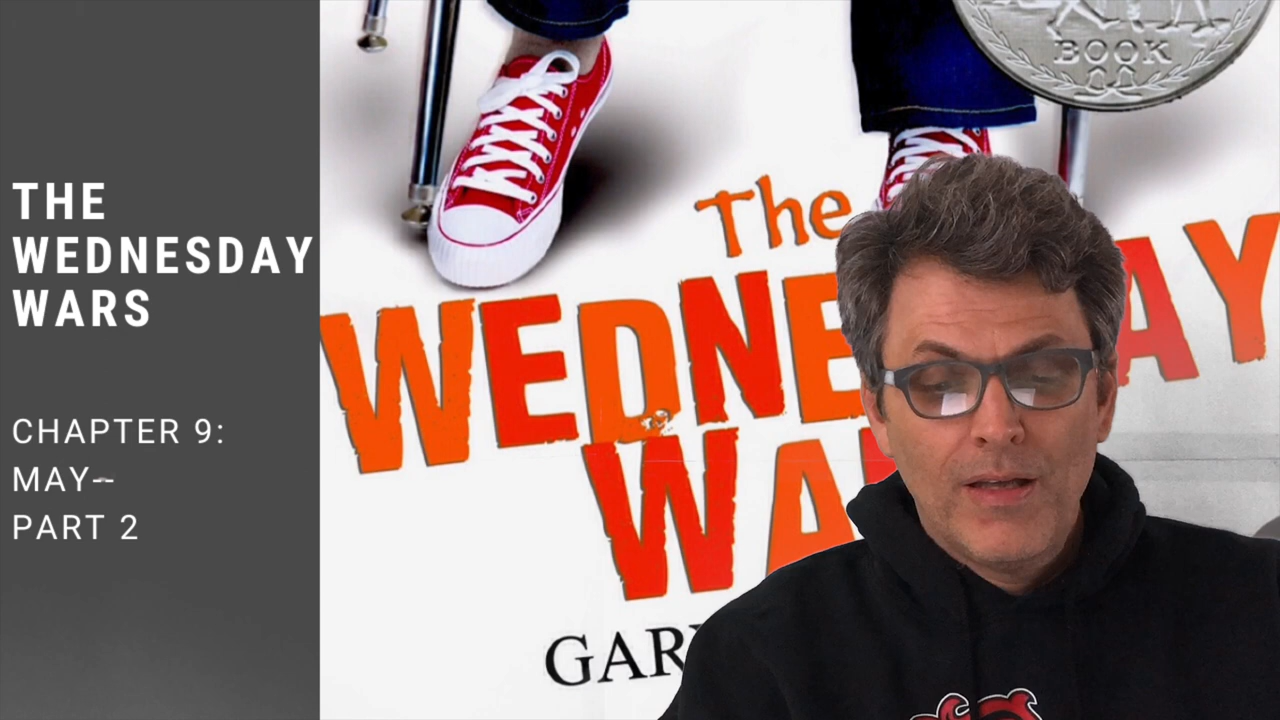 THE
WEDNESDAY
WARS
CHAPTER 9:
MAY--
PART 2
BOOK
The
WEDNE AY
WA
GAR